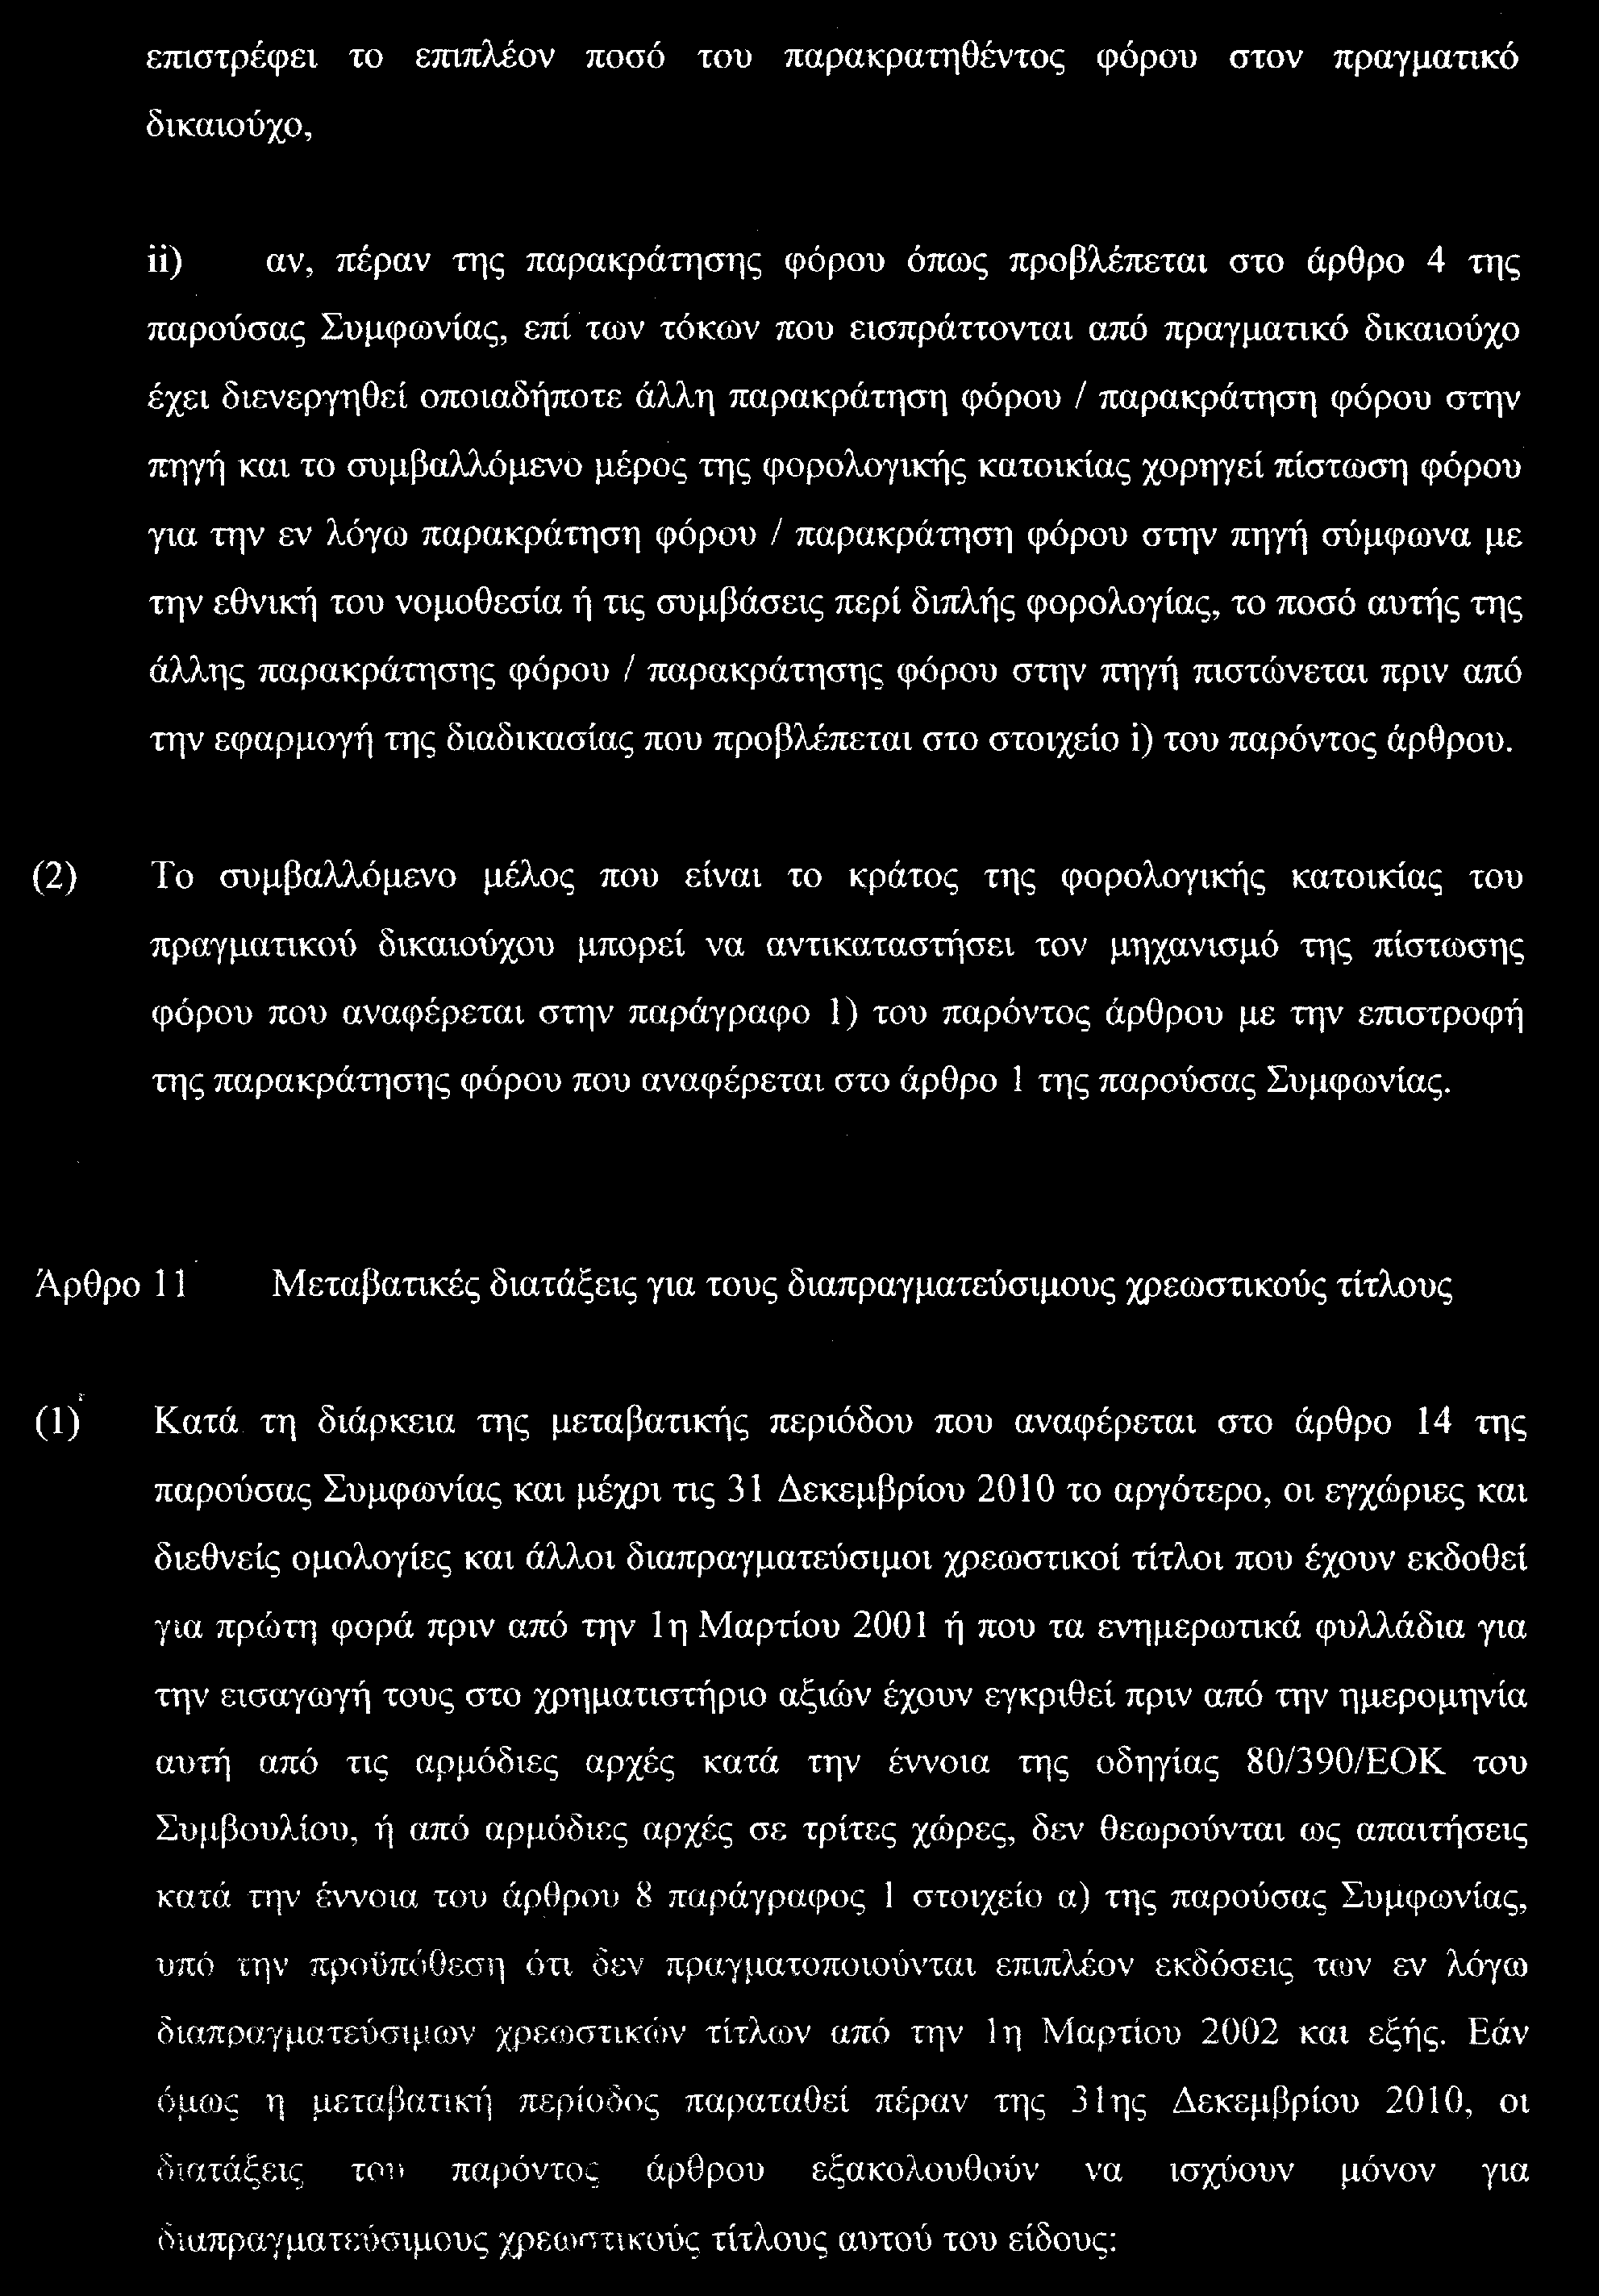 επιστρέφει το επιπλέον ποσό του παρακρατηθέντος φόρου στον πραγματικό
δικαιούχο,
ii) αν, πέραν της παρακράτησης φόρου όπως προβλέπεται στο άρθρο 4 της
παρούσας Συμφωνίας, επί των τόκων που εισπράττονται από πραγματικό δικαιούχο
έχει διενεργηθεί οποιαδήποτε άλλη παρακράτηση φόρου / παρακράτηση φόρου στην
πηγή και το συμβαλλόμενο μέρος της φορολογικής κατοικίας χορηγεί πίστωση φόρου
για την εν λόγω παρακράτηση φόρου / παρακράτηση φόρου στην πηγή σύμφωνα με
την εθνική του νομοθεσία ή τις συμβάσεις περί διπλής φορολογίας, το ποσό αυτής της
άλλης παρακράτησης φόρου / παρακράτησης φόρου στην πηγή πιστώνεται πριν από
την εφαρμογή της διαδικασίας που προβλέπεται στο στοιχείο i) του παρόντος άρθρου.
(2) Το συμβαλλόμενο μέλος που είναι το κράτος της φορολογικής κατοικίας του
πραγματικού δικαιούχου μπορεί να αντικαταστήσει τον μηχανισμό της πίστωσης
φόρου που αναφέρεται στην παράγραφο 1) του παρόντος άρθρου με την επιστροφή
της παρακράτησης φόρου που αναφέρεται στο άρθρο 1 της παρούσας Συμφωνίας.
Άρθρο 11 Μεταβατικές διατάξεις για τους διαπραγματεύσιμους χρεωστικούς τίτλους
(1) Κατά τη διάρκεια της μεταβατικής περιόδου που αναφέρεται στο άρθρο 14 της
παρούσας Συμφωνίας και μέχρι τις 31 Δεκεμβρίου 2010 το αργότερο, οι εγχώριες και
διεθνείς ομολογίες και άλλοι διαπραγματεύσιμοι χρεωστικοί τίτλοι που έχουν εκδοθεί
για πρώτη φορά πριν από την 1η Μαρτίου 2001 ή που τα ενημερωτικά φυλλάδια για
την εισαγωγή τους στο χρηματιστήριο αξιών έχουν εγκριθεί πριν από την ημερομηνία
αυτή από τις αρμόδιες αρχές κατά την έννοια της οδηγίας 80/390/ΕΟΚ του
Συμβουλίου, ή από αρμόδιες αρχές σε τρίτες χώρες, δεν θεωρούνται ως απαιτήσεις
κατά την έννοια του άρθρου 8 παράγραφος 1 στοιχείο α) της παρούσας Συμφωνίας,
υπό την προϋπόθεση ότι δεν πραγματοποιούνται επιπλέον εκδόσεις των εν λόγω
διαπραγματεύσιμων χρεωστικών τίτλων από την 1η Μαρτίου 2002 και εξής. Εάν
όμως η μεταβατική περίοδος παραταθεί πέραν της 31ης Δεκεμβρίου 2010, οι
διατάξεις του παρόντος άρθρου εξακολουθούν να ισχύουν μόνον για
διαπραγματεύσιμους χρεωστικούς τίτλους αυτού του είδους: